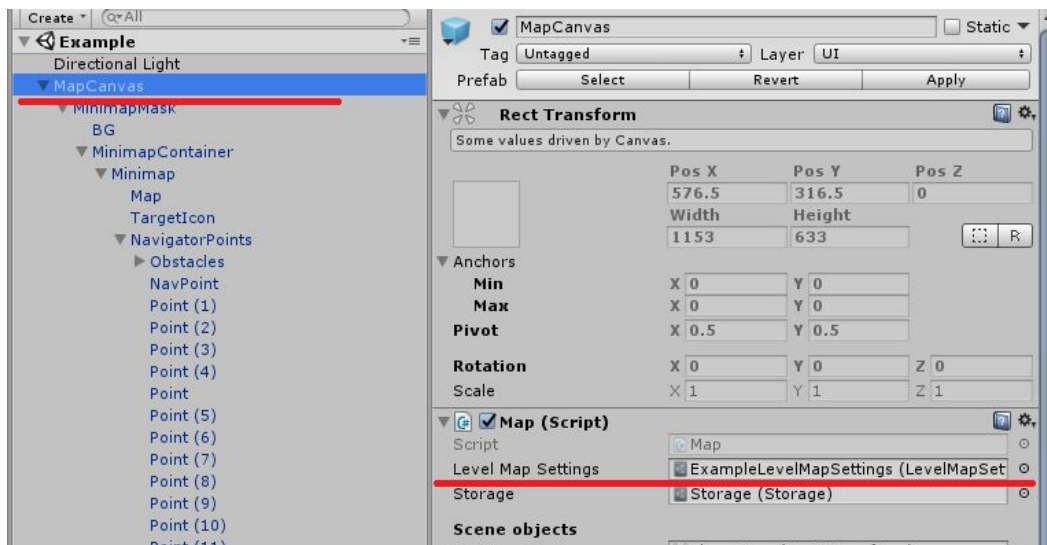 Create
All
Example
Directional Light
MapCanvas
MinimapMask
BG
MinimapContainer
Minimap
Map
TargetIcon
NavigatorPoints
Obstacles
NavPoint
Point (1)
Point (2)
Point (3)
Point (4)
Point
Point (5)
Point (6)
Point (7)
Point (8)
Point (9)
Point (10)
Point (11)
MapCanvas
Static
Tag Untagged Layer UI
Prefab Select Revert Apply
Rect Transform
Some values driven by Canvas.
Pos X Pos Y Pos Z
576.5 316.5 0
Width Height
1153 633
R
Anchors
Min X 0 Y 0
Max X 0 Y 0
Pivot X 0.5 Y 0.5
Rotation X 0 Y 0 Z 0
Scale X 1 Y 1 Z 1
Map (Script)
Script Map
Level Map Settings ExampleLevelMapSettings (LevelMapSet
Storage Storage (Storage)
Scene objects